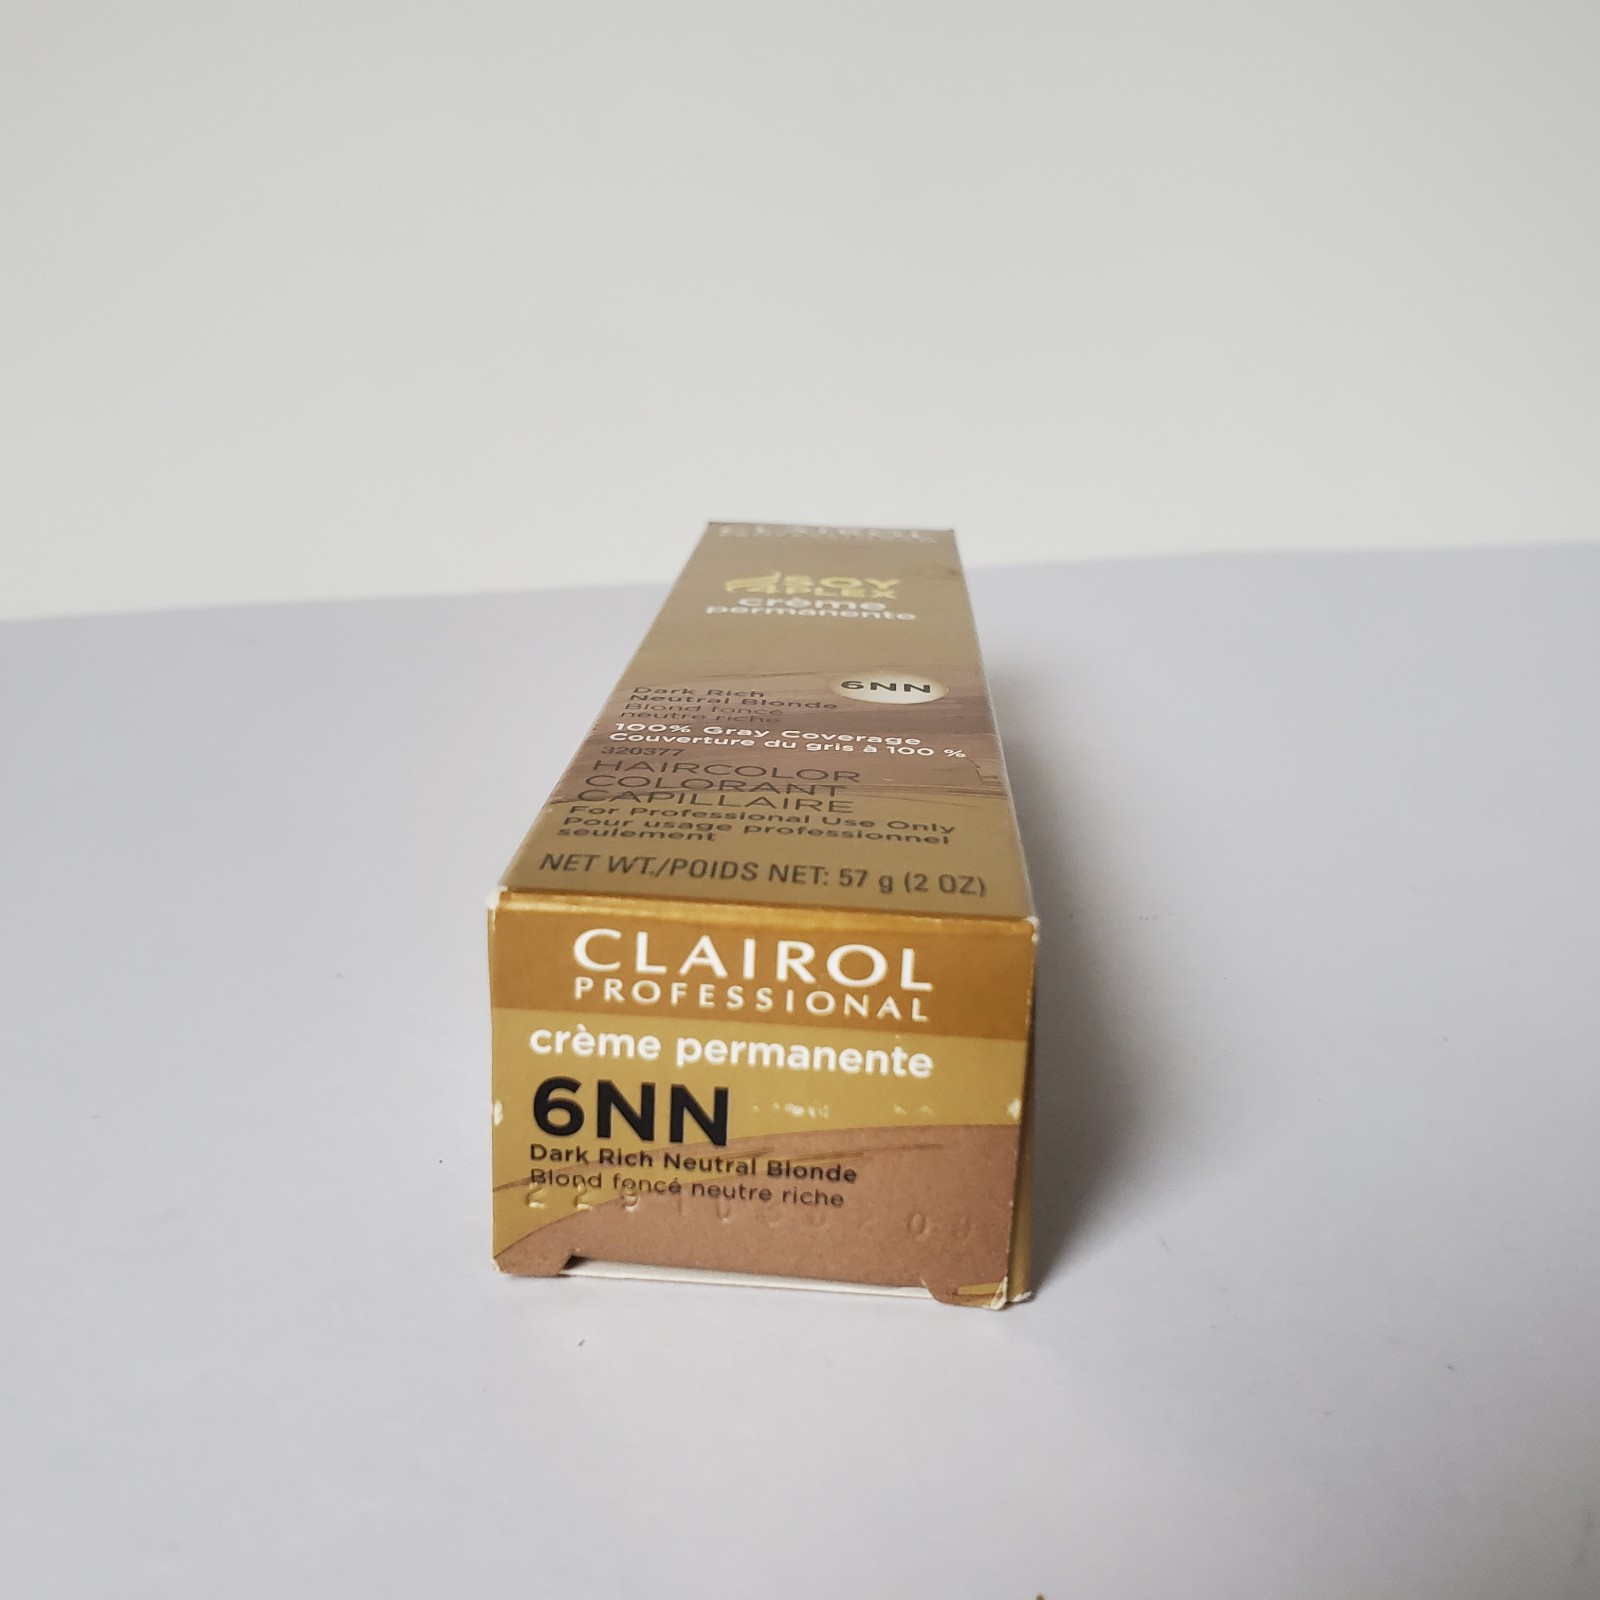 CLAIROL
PROFESSIONAL
SOY
4PLEX
crème
permanente
6NN
Dark Rich
Neutral Blonde
Blond foncé
neutre riche
100% Gray Coverage
Couverture du gris à 100 %
320377
HAIRCOLOR
COLORANT
CAPILLAIRE
For Professional Use Only
Pour usage professionnel
seulement
NET WT./POIDS NET: 57 g (2 OZ)
CLAIROL
PROFESSIONAL
crème permanente
6NN
Dark Rich Neutral Blonde
Blond foncé neutre riche